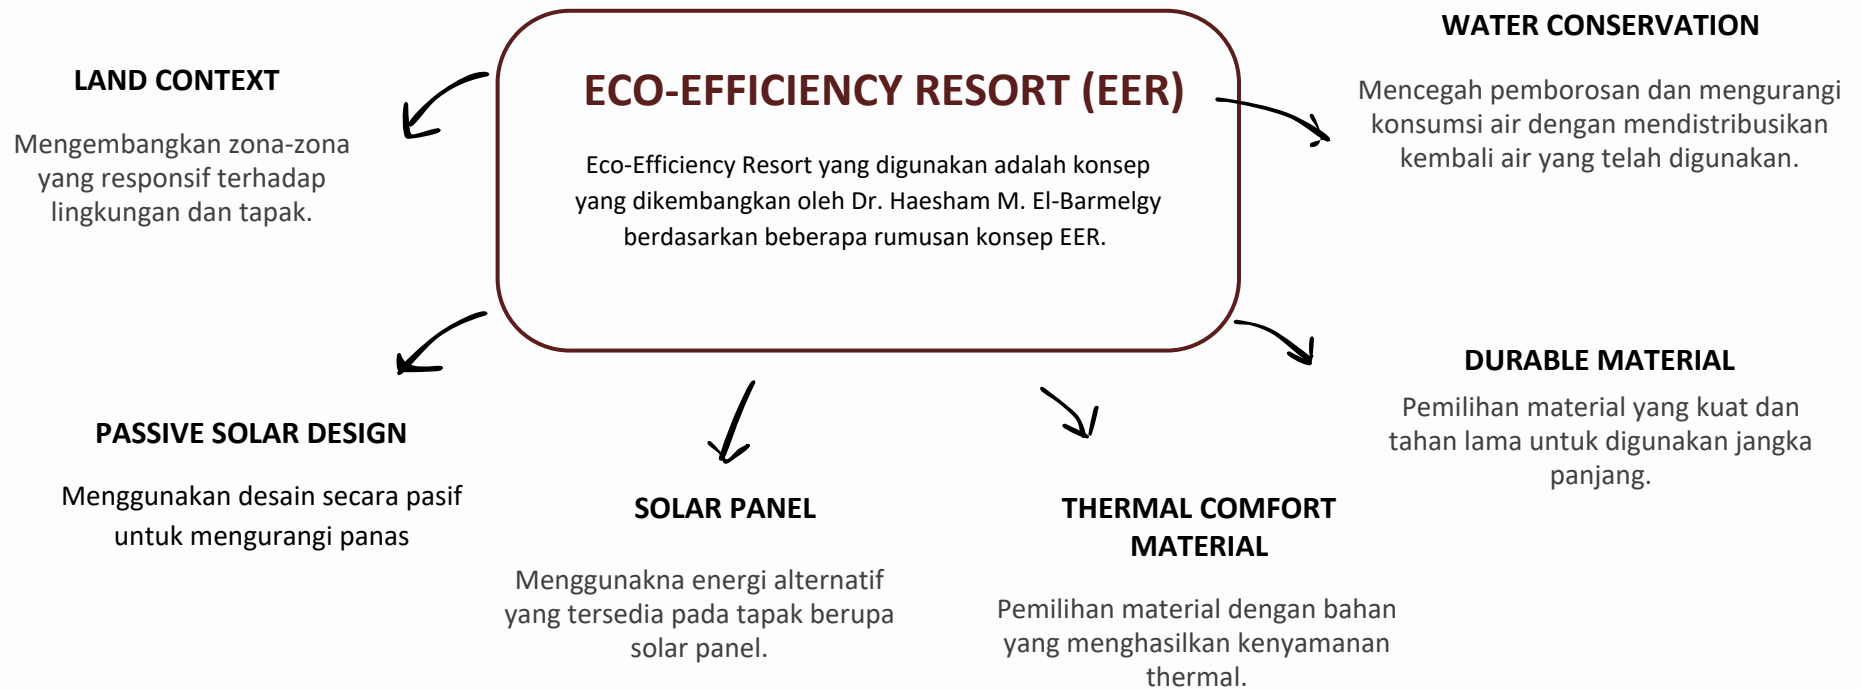 ECO-EFFICIENCY RESORT (EER)
Eco-Efficiency Resort yang digunakan adalah konsep
yang dikembangkan oleh Dr. Haesham M. El-Barmelgy
berdasarkan beberapa rumusan konsep EER.
LAND CONTEXT
Mengembangkan zona-zona
yang responsif terhadap
lingkungan dan tapak.
PASSIVE SOLAR DESIGN
Menggunakan desain secara pasif
untuk mengurangi panas
SOLAR PANEL
Menggunakna energi alternatif
yang tersedia pada tapak berupa
solar panel.
THERMAL COMFORT
MATERIAL
Pemilihan material dengan bahan
yang menghasilkan kenyamanan
thermal.
DURABLE MATERIAL
Pemilihan material yang kuat dan
tahan lama untuk digunakan jangka
panjang.
WATER CONSERVATION
Mencegah pemborosan dan mengurangi
konsumsi air dengan mendistribusikan
kembali air yang telah digunakan.